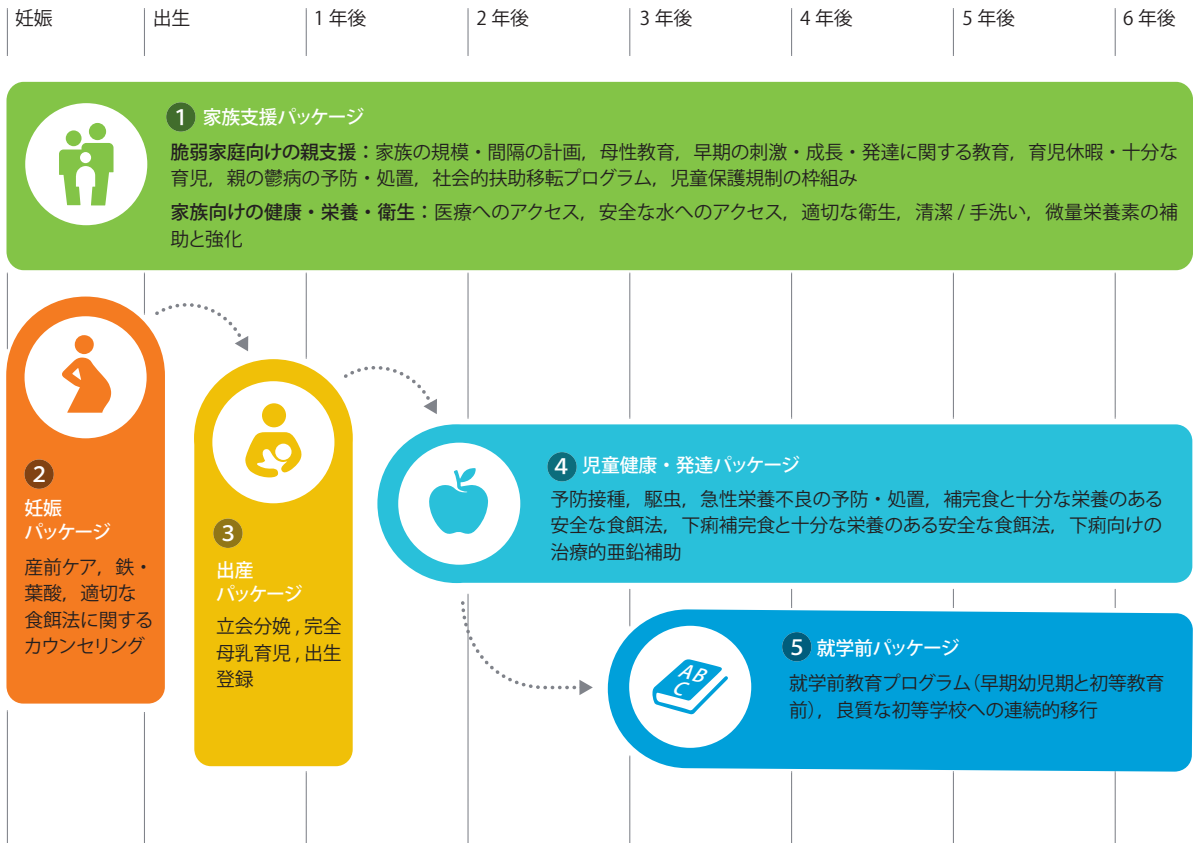 妊娠
出生
1 年後
2 年後
3 年後
4 年後
5 年後
6 年後
1 家族支援パッケージ
脆弱家庭向けの親支援：家族の規模・間隔の計画，母性教育，早期の刺激・成長・発達に関する教育，育児休暇・十分な
育児，親の鬱病の予防・処置，社会的扶助移転プログラム，児童保護規制の枠組み
家族向けの健康・栄養・衛生：医療へのアクセス，安全な水へのアクセス，適切な衛生，清潔 / 手洗い，微量栄養素の補
助と強化
2
妊娠
パッケージ
産前ケア，鉄・
葉酸，適切な
食餌法に関する
カウンセリング
3
出産
パッケージ
立会分娩 , 完全
母乳育児 , 出生
登録
4 児童健康・発達パッケージ
予防接種，駆虫，急性栄養不良の予防・処置，補完食と十分な栄養のある
安全な食餌法，下痢補完食と十分な栄養のある安全な食餌法，下痢向けの
治療的亜鉛補助
AB
C
5 就学前パッケージ
就学前教育プログラム（早期幼児期と初等教育
前），良質な初等学校への連続的移行